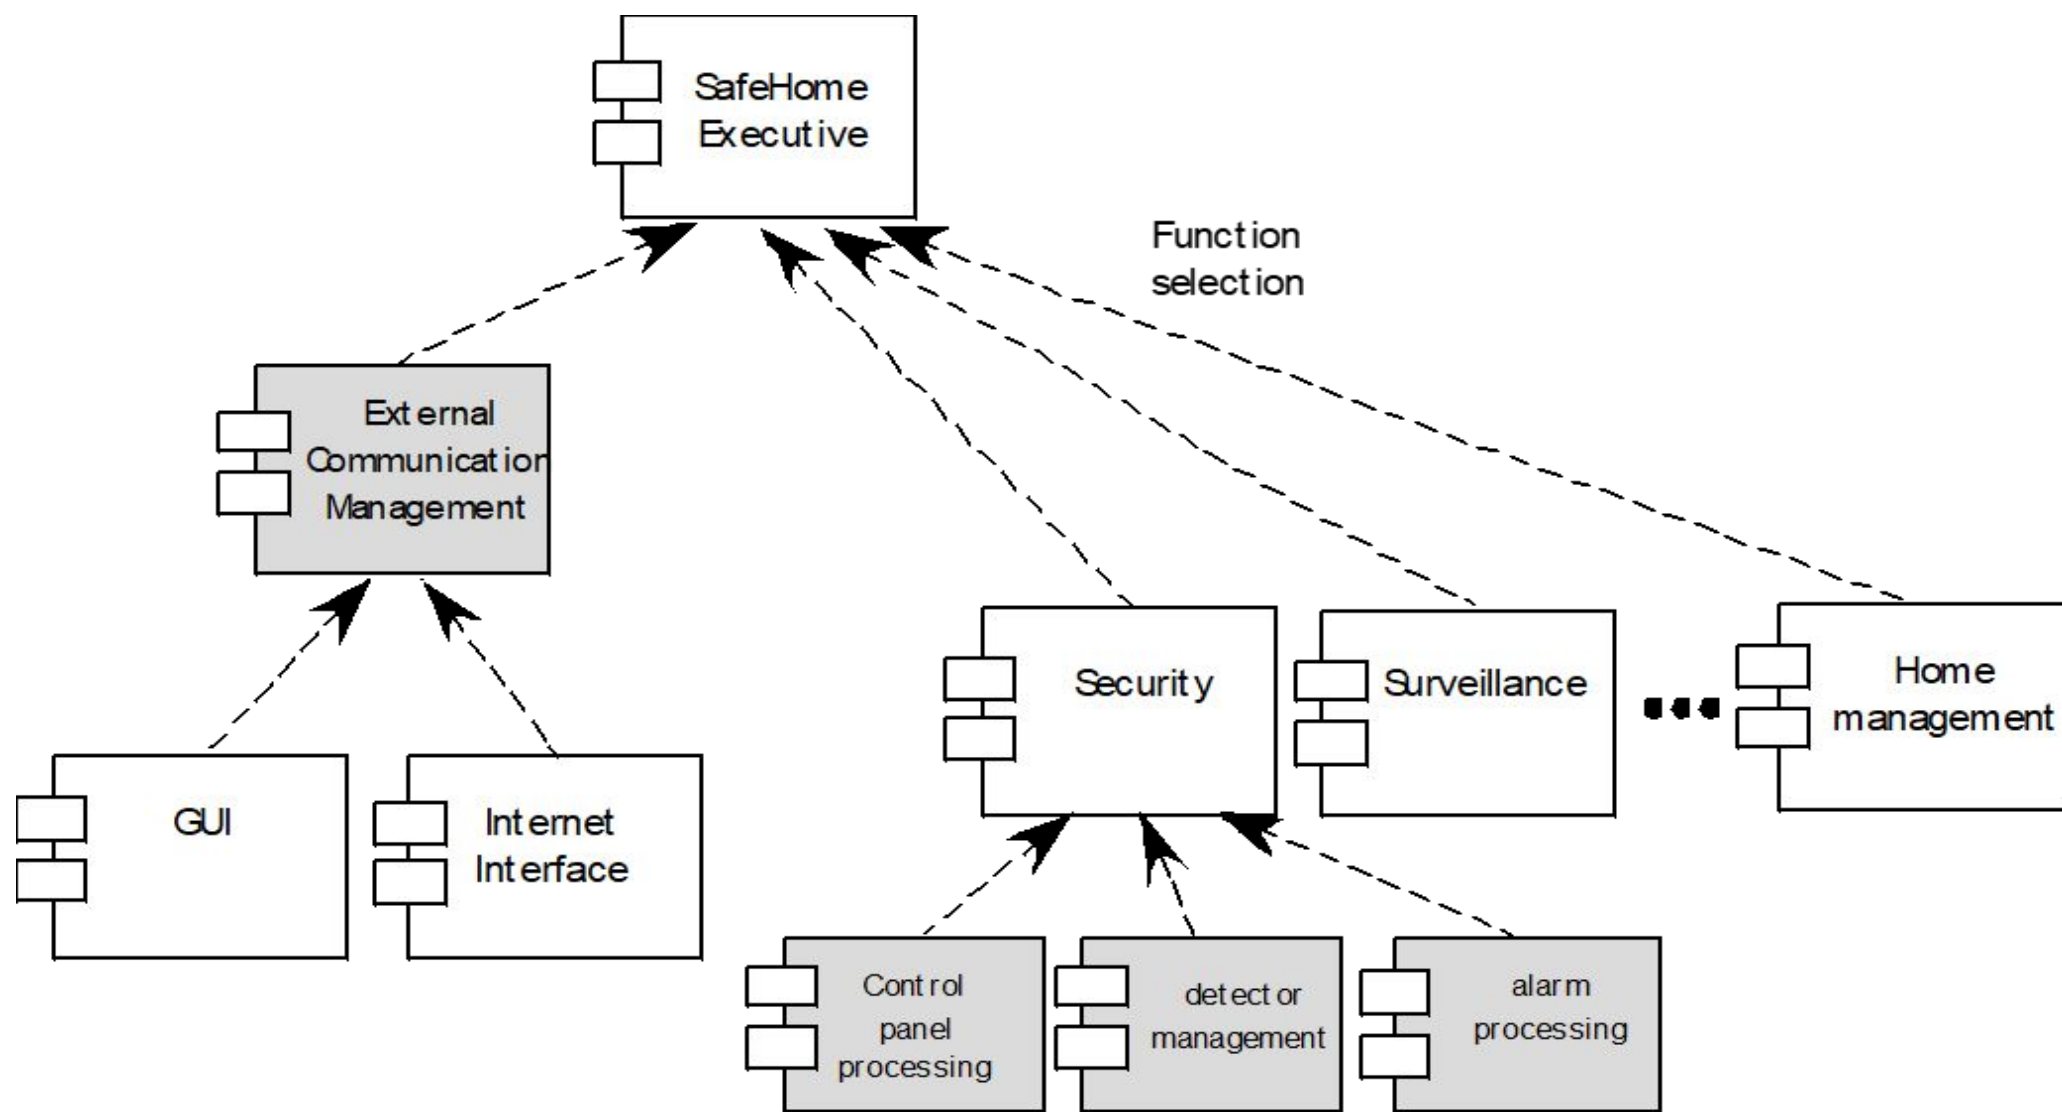 SafeHome
Executive
Function
selection
External
Communication
Management
Security
Surveillance
Home
management
GUI
Internet
Interface
Control
panel
processing
detector
management
alarm
processing